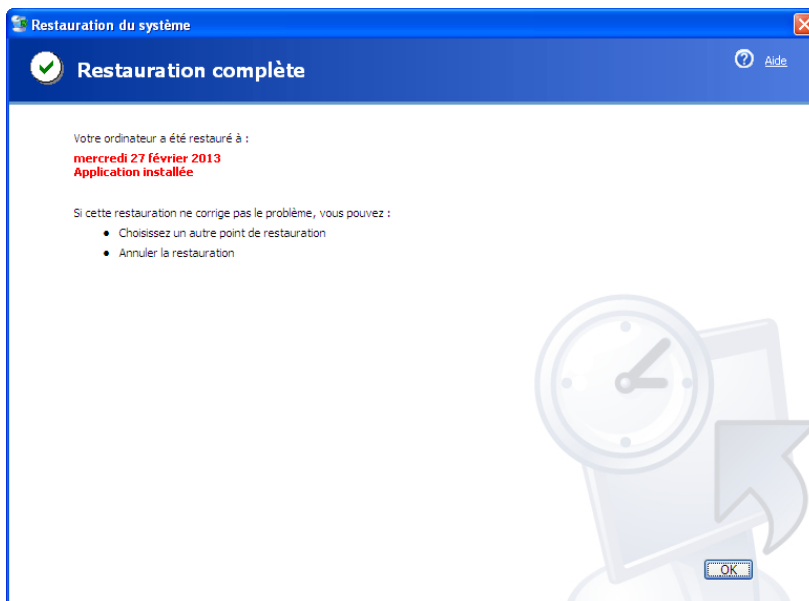 Restauration du système
Restauration complète
Aide
Votre ordinateur a été restauré à :
mercredi 27 février 2013
Application installée
Si cette restauration ne corrige pas le problème, vous pouvez :
• Choisissez un autre point de restauration
• Annuler la restauration
OK